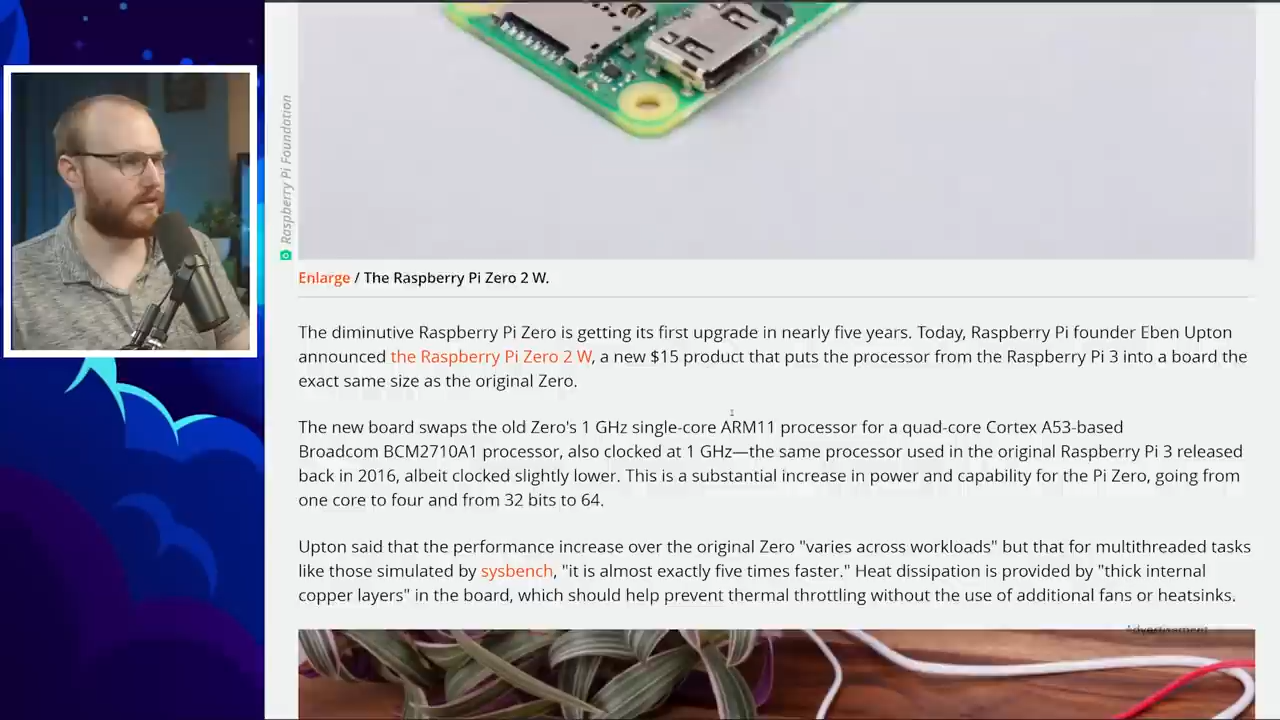 Raspberry Pi Foundation
Enlarge / The Raspberry Pi Zero 2 W.
The diminutive Raspberry Pi Zero is getting its first upgrade in nearly five years. Today, Raspberry Pi founder Eben Upton
announced the Raspberry Pi Zero 2 W, a new $15 product that puts the processor from the Raspberry Pi 3 into a board the
exact same size as the original Zero.
The new board swaps the old Zero's 1 GHz single-core ARM11 processor for a quad-core Cortex A53-based
Broadcom BCM2710A1 processor, also clocked at 1 GHz—the same processor used in the original Raspberry Pi 3 released
back in 2016, albeit clocked slightly lower. This is a substantial increase in power and capability for the Pi Zero, going from
one core to four and from 32 bits to 64.
Upton said that the performance increase over the original Zero "varies across workloads" but that for multithreaded tasks
like those simulated by sysbench, "it is almost exactly five times faster." Heat dissipation is provided by "thick internal
copper layers" in the board, which should help prevent thermal throttling without the use of additional fans or heatsinks.
Advertisement